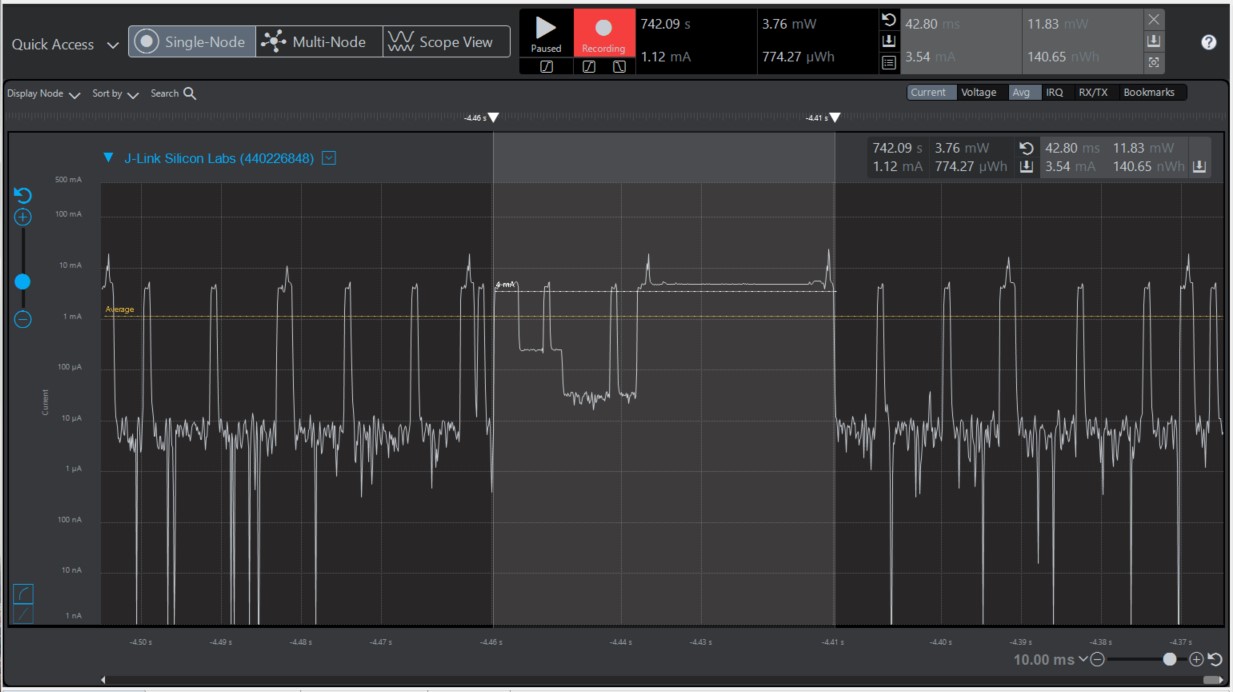 Quick Access
Single-Node
Multi-Node
Scope View
Paused
Recording
742.09 s
3.76 mW
1.12 mA
774.27 µWh
42.80 ms
11.83 mW
3.54 mA
140.65 nWh
?
Display Node
Sort by
Search
Current
Voltage
Avg
IRQ
RX/TX
Bookmarks
-4.46 s
-4.41 s
J-Link Silicon Labs (440226848)
742.09 s 3.76 mW
1.12 mA 774.27 µWh
42.80 ms 11.83 mW
3.54 mA 140.65 nWh
500 mA
100 mA
10 mA
4 mA
Average
1 mA
100 µA
Current
10 µA
1 µA
100 nA
10 nA
1 nA
-4.50 s
-4.49 s
-4.48 s
-4.47 s
-4.46 s
-4.44 s
-4.43 s
-4.41 s
-4.40 s
-4.39 s
-4.38 s
-4.37 s
10.00 ms